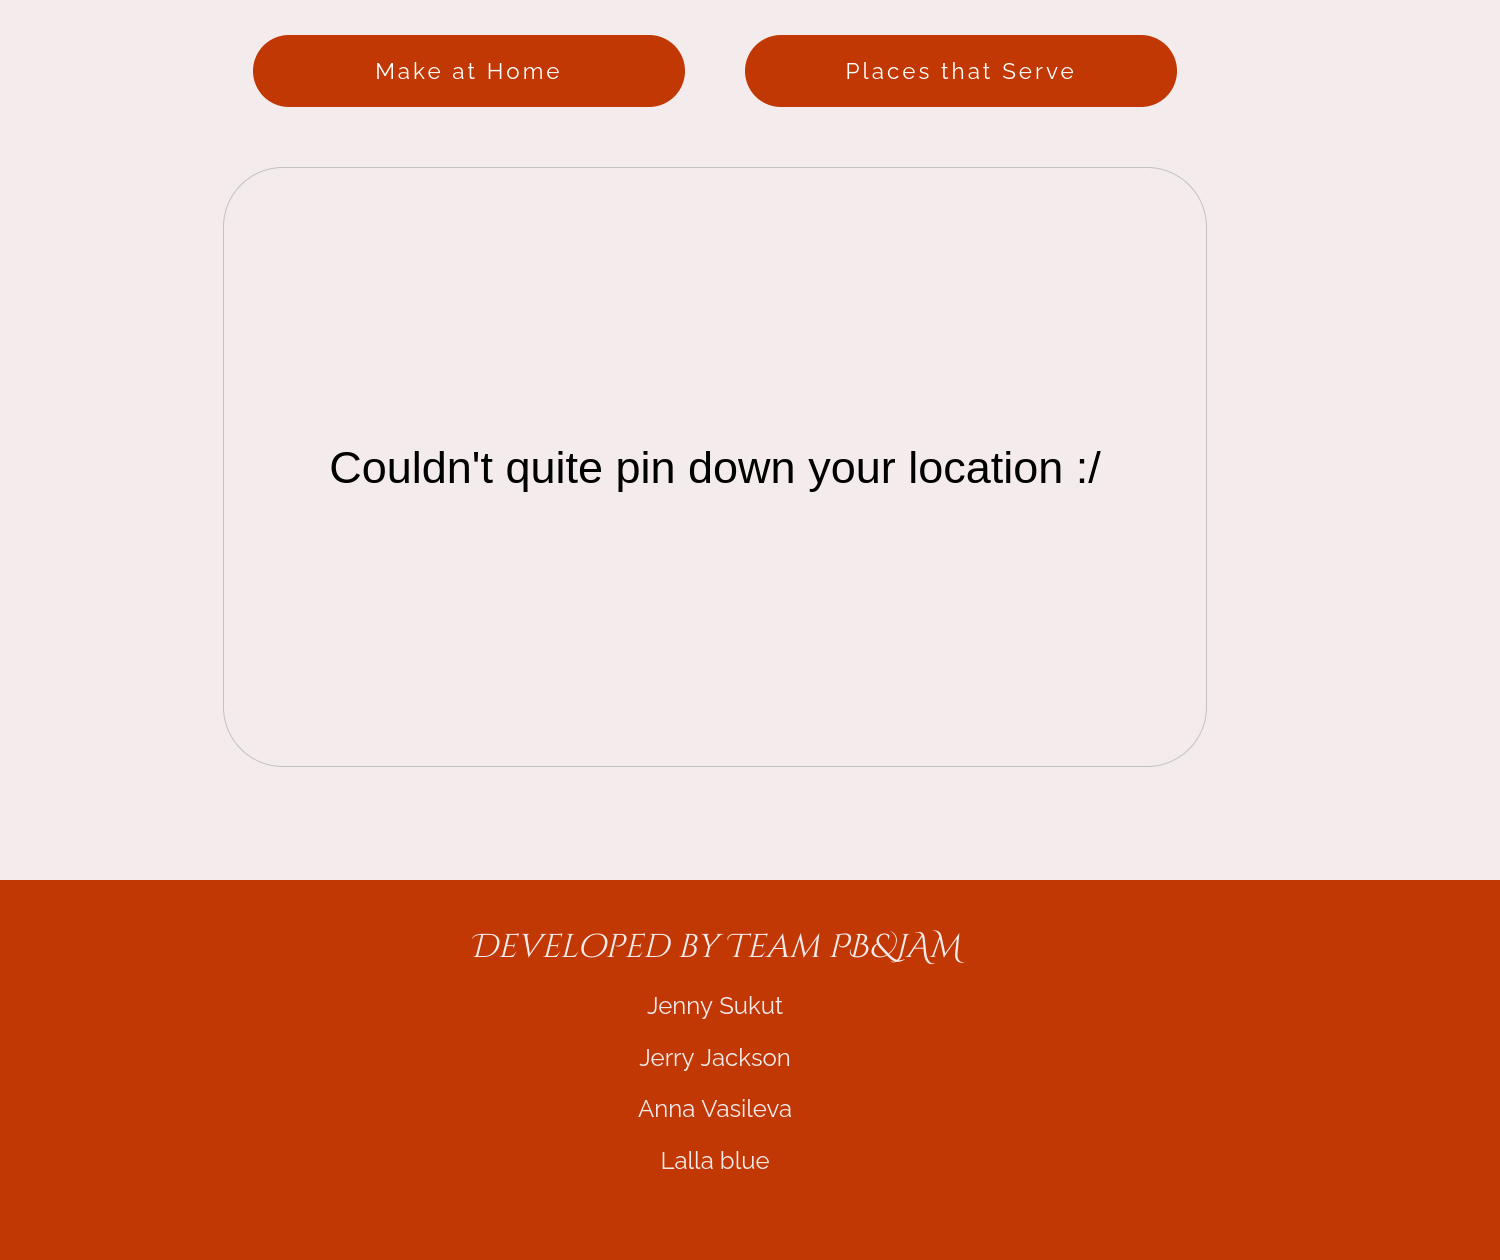 Make at Home
Places that Serve
Couldn't quite pin down your location :/
Developed by Team PB&JAM
Jenny Sukut
Jerry Jackson
Anna Vasileva
Lalla blue